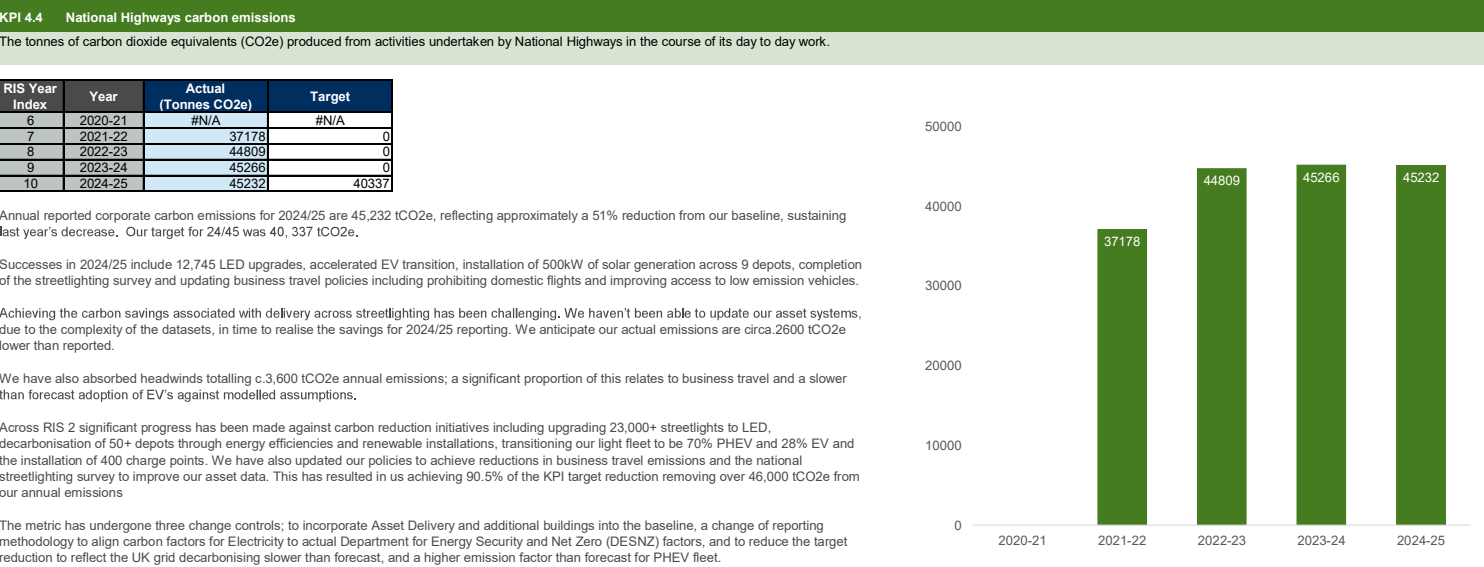 KPI 4.4 National Highways carbon emissions
The tonnes of carbon dioxide equivalents (CO2e) produced from activities undertaken by National Highways in the course of its day to day work.
RIS Year Index Year Actual (Tonnes CO2e) Target
6 2020-21 #N/A #N/A
7 2021-22 37178 0
8 2022-23 44809 0
9 2023-24 45266 0
10 2024-25 45232 40337
Annual reported corporate carbon emissions for 2024/25 are 45,232 tCO2e, reflecting approximately a 51% reduction from our baseline, sustaining
last year's decrease. Our target for 24/45 was 40, 337 tCO2e.
Successes in 2024/25 include 12,745 LED upgrades, accelerated EV transition, installation of 500kW of solar generation across 9 depots, completion
of the streetlighting survey and updating business travel policies including prohibiting domestic flights and improving access to low emission vehicles.
Achieving the carbon savings associated with delivery across streetlighting has been challenging. We haven't been able to update our asset systems,
due to the complexity of the datasets, in time to realise the savings for 2024/25 reporting. We anticipate our actual emissions are circa.2600 tCO2e
lower than reported.
We have also absorbed headwinds totalling c.3,600 tCO2e annual emissions; a significant proportion of this relates to business travel and a slower
than forecast adoption of EV's against modelled assumptions.
Across RIS 2 significant progress has been made against carbon reduction initiatives including upgrading 23,000+ streetlights to LED,
decarbonisation of 50+ depots through energy efficiencies and renewable installations, transitioning our light fleet to be 70% PHEV and 28% EV and
the installation of 400 charge points. We have also updated our policies to achieve reductions in business travel emissions and the national
streetlighting survey to improve our asset data. This has resulted in us achieving 90.5% of the KPI target reduction removing over 46,000 tCO2e from
our annual emissions
The metric has undergone three change controls; to incorporate Asset Delivery and additional buildings into the baseline, a change of reporting
methodology to align carbon factors for Electricity to actual Department for Energy Security and Net Zero (DESNZ) factors, and to reduce the target
reduction to reflect the UK grid decarbonising slower than forecast, and a higher emission factor than forecast for PHEV fleet.
50000
40000
30000
20000
10000
0
37178
44809
45266
45232
2020-21 2021-22 2022-23 2023-24 2024-25